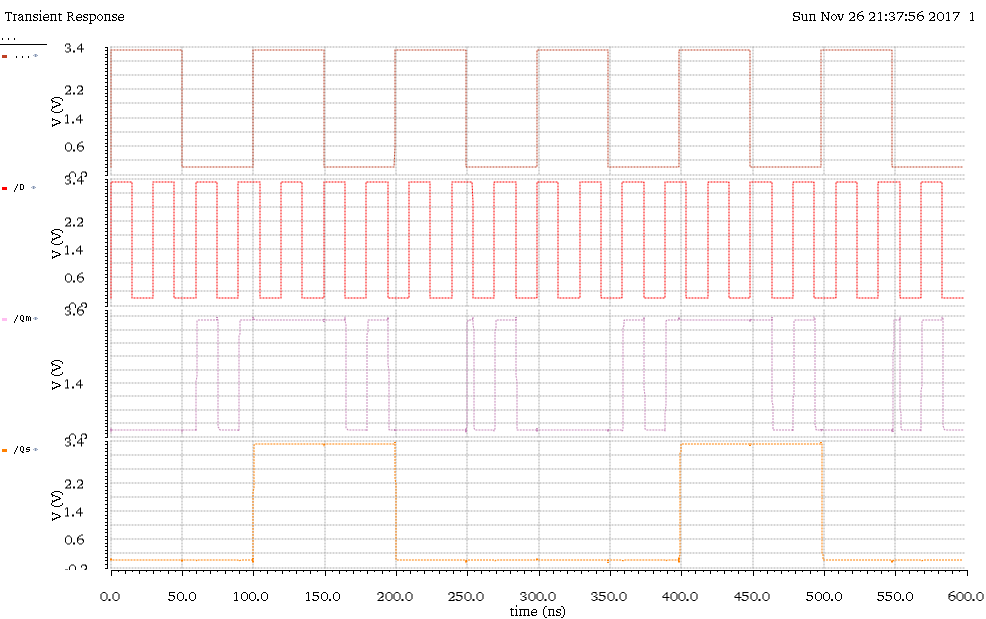 Transient Response
Sun Nov 26 21:37:56 2017 1
...
...
3.4
2.2
1.4
0.6
V (V)
/D
3.4
2.2
1.4
0.6
V (V)
/Qm
3.6
1.4
V (V)
/Qs
3.4
2.2
1.4
0.6
-0.2
V (V)
0.0 50.0 100.0 150.0 200.0 250.0 300.0 350.0 400.0 450.0 500.0 550.0 600.0
time (ns)